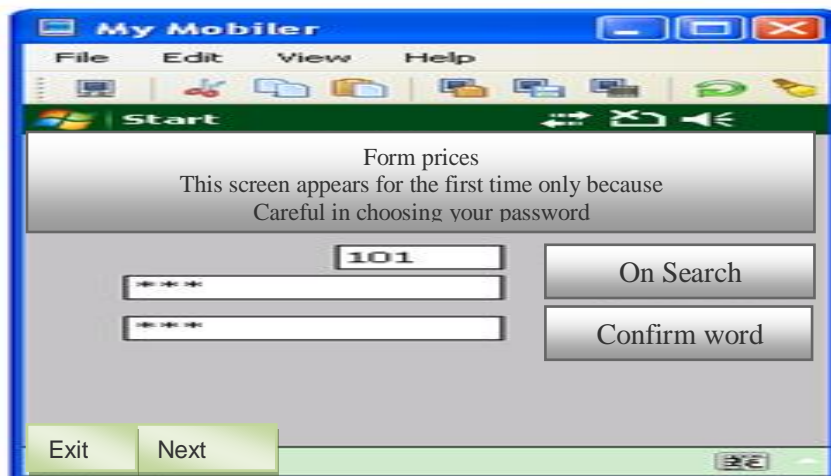 My Mobiler
File Edit View Help
Start
Form prices
This screen appears for the first time only because
Careful in choosing your password
101
On Search
***
***
Confirm word
Exit Next